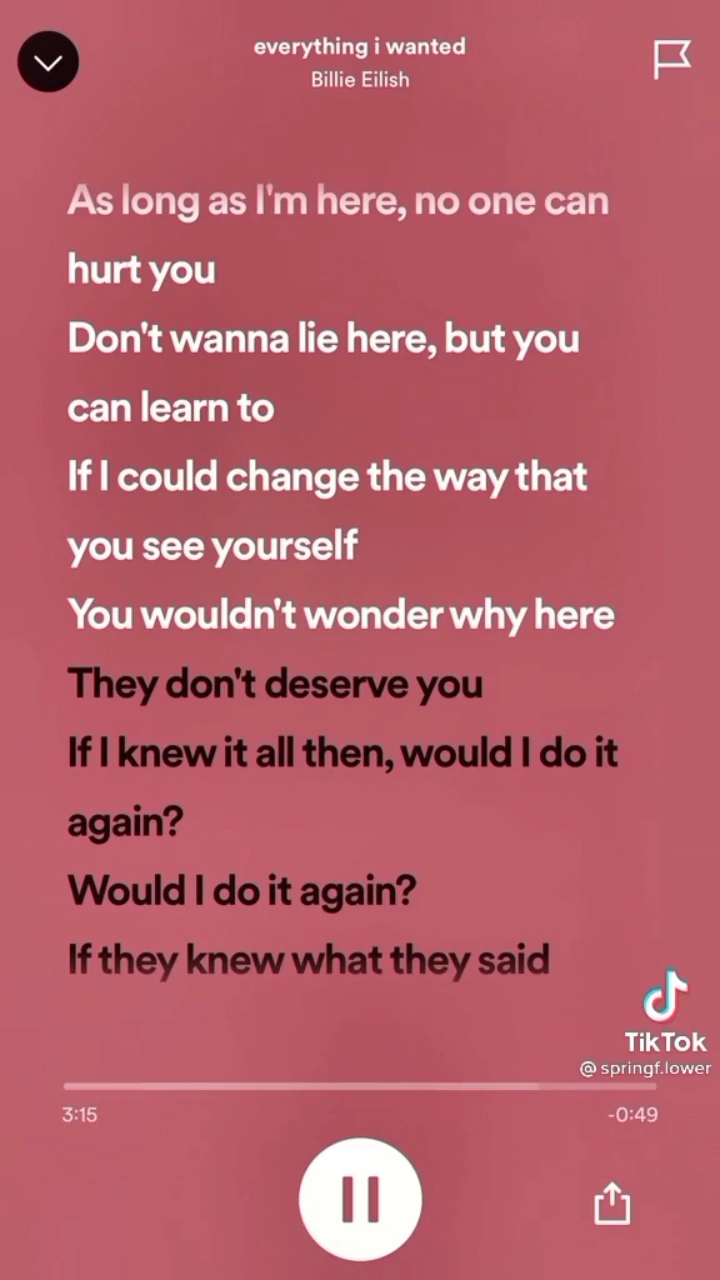 everything i wanted
Billie Eilish
As long as I'm here, no one can
hurt you
Don't wanna lie here, but you
can learn to
If I could change the way that
you see yourself
You wouldn't wonder why here
They don't deserve you
If I knew it all then, would I do it
again?
Would I do it again?
If they knew what they said
TikTok
@springf.lower
3:15
-0:49